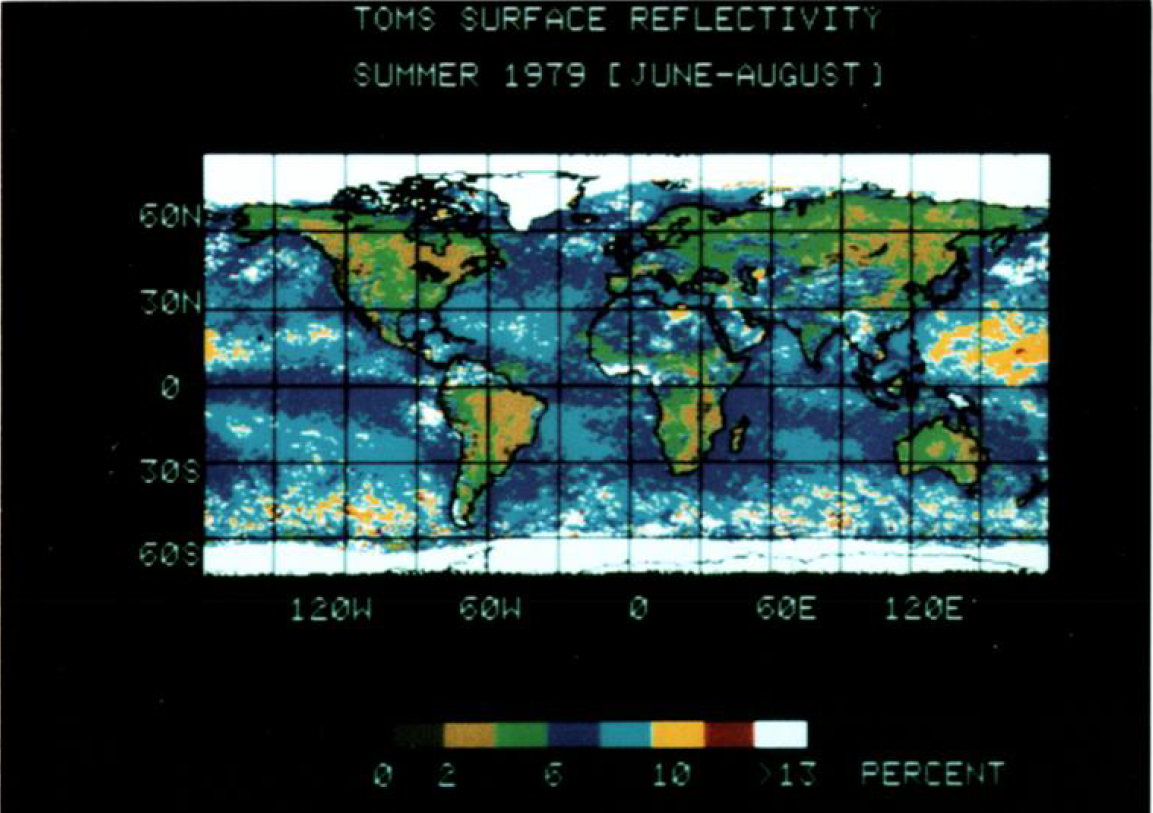 TOMS SURFACE REFLECTIVITY
SUMMER 1979 [JUNE-AUGUST]
60N
30N
0
30S
60S
120W 60W 0 60E 120E
0 2 6 10 >13 PERCENT